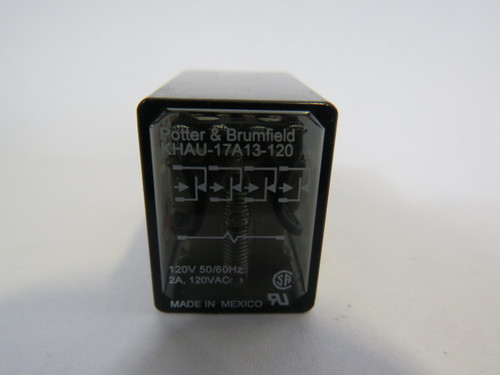 Potter & Brumfield
KHAU-17A13-120
120V 50/60Hz
2A, 120VAC
MADE IN MEXICO